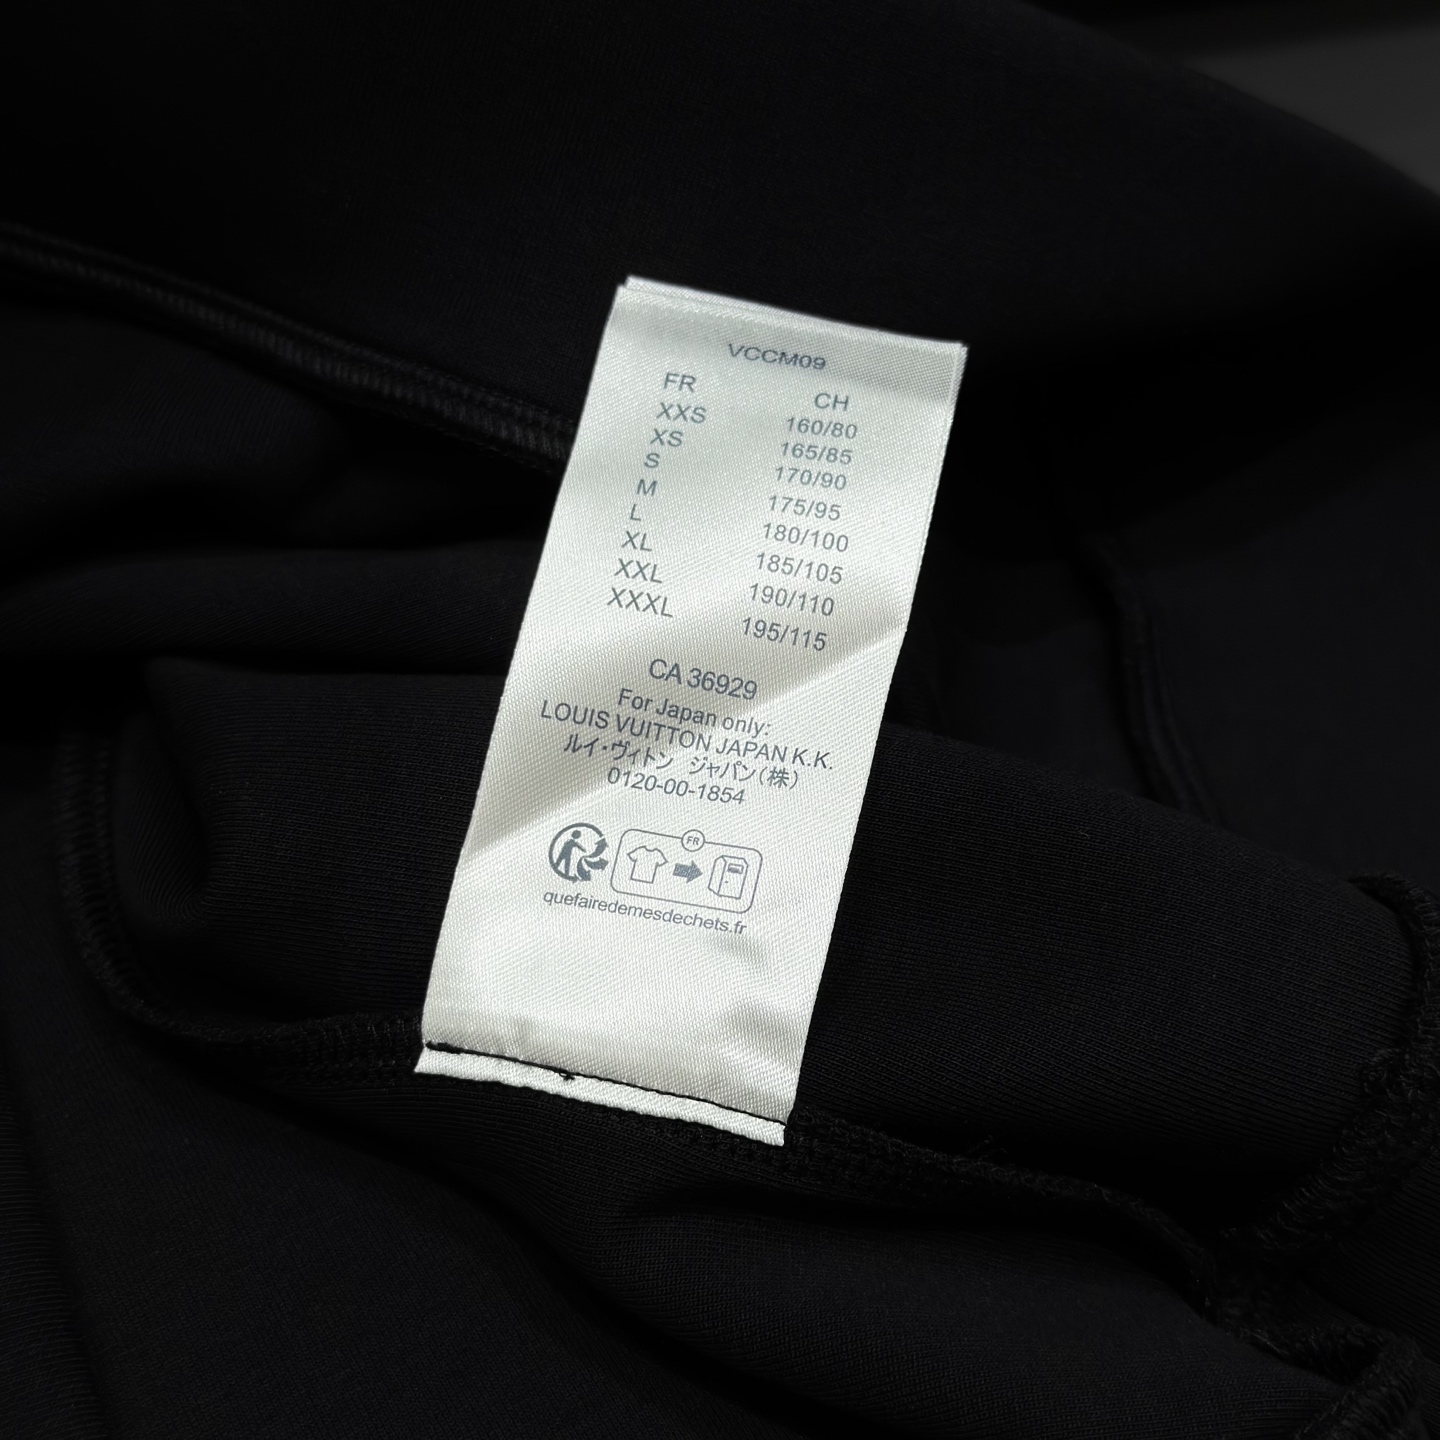 VCCM09
FR CH
XXS 160/80
XS 165/85
S 170/90
M 175/95
L 180/100
XL 185/105
XXL 190/110
XXXL 195/115
CA 36929
For Japan only:
LOUIS VUITTON JAPAN K.K.
ルイ・ヴィトン ジャパン(株)
0120-00-1854
FR
quefairedemesdechets.fr